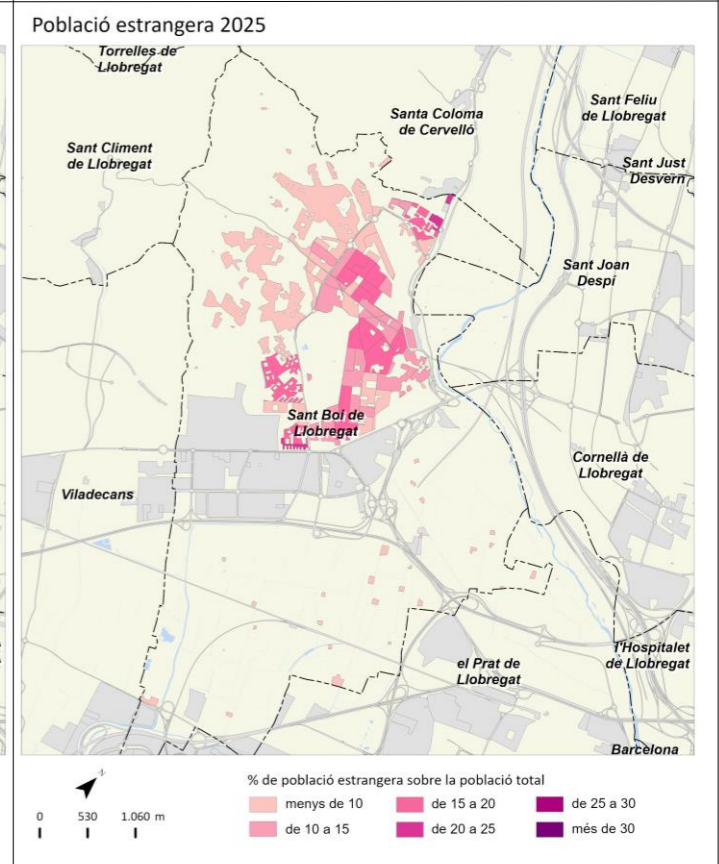 Població estrangera 2025
Torrelles de
Llobregat
Santa Coloma
de Cervelló
Sant Feliu
de Llobregat
Sant Climent
de Llobregat
Sant Just
Desvern
Sant Joan
Despí
Sant Boi de
Llobregat
Cornellà de
Llobregat
Viladecans
el Prat de
Llobregat
l'Hospitalet
de Llobregat
Barcelona
N
0 530 1.060 m
% de població estrangera sobre la població total
menys de 10
de 15 a 20
de 25 a 30
de 10 a 15
de 20 a 25
més de 30